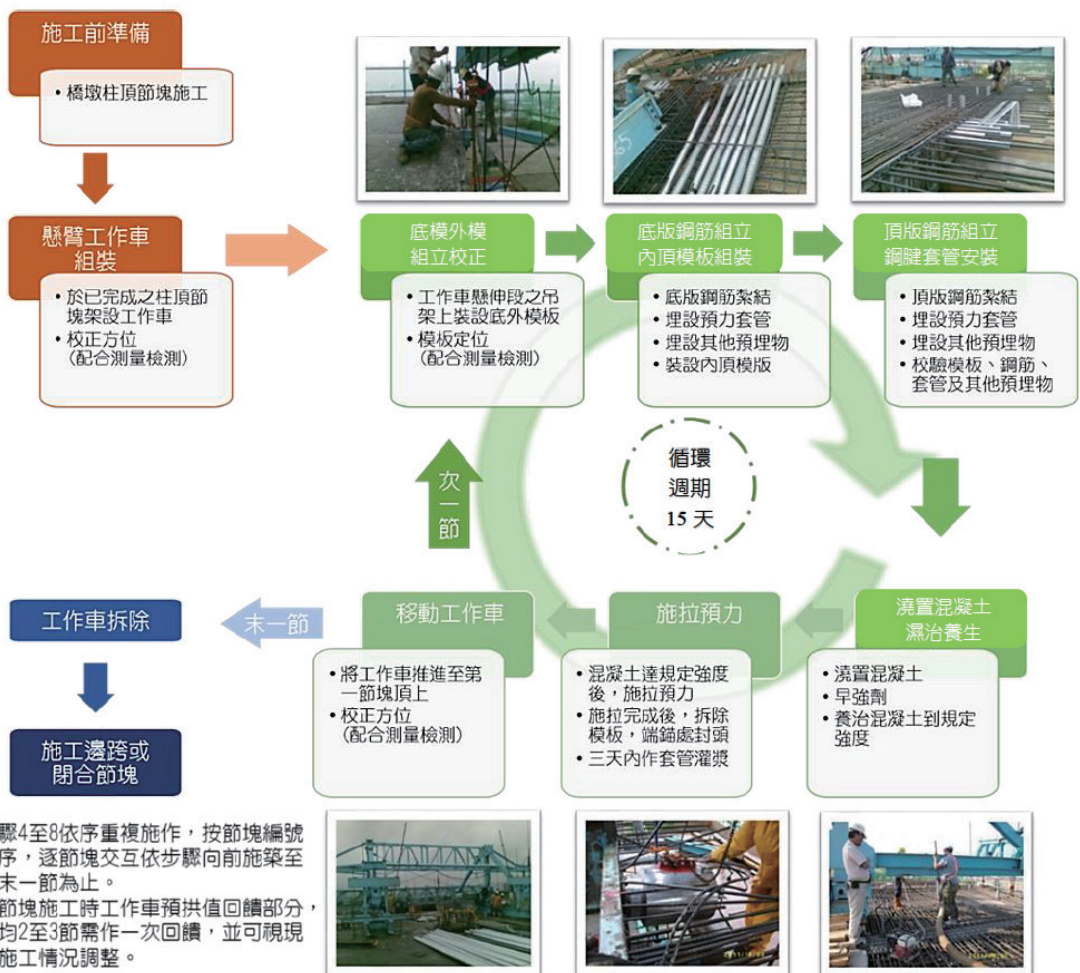 施工前準備
• 橋墩柱頂節塊施工
懸臂工作車
組裝
• 於已完成之柱頂節
塊架設工作車
• 校正方位
(配合測量檢測)
底模外模
組立校正
• 工作車懸伸段之吊
架上裝設底外模板
• 模板定位
(配合測量檢測)
底版鋼筋組立
內頂模板組裝
• 底版鋼筋紮結
• 埋設預力套管
• 埋設其他預埋物
• 裝設內頂模版
頂版鋼筋組立
鋼腱套管安裝
• 頂版鋼筋紮結
• 埋設預力套管
• 埋設其他預埋物
• 校驗模板、鋼筋、
套管及其他預埋物
循環
週期
15 天
次一節
澆置混凝土
濕治養生
• 澆置混凝土
• 早強劑
• 養治混凝土到規定
強度
施拉預力
• 混凝土達規定強度
後，施拉預力
• 施拉完成後，拆除
模板，端錨處封頭
• 三天內作套管灌漿
移動工作車
• 將工作車推進至第
一節塊頂上
• 校正方位
(配合測量檢測)
末一節
工作車拆除
施工邊跨或
閉合節塊
驟4至8依序重複施作，按節塊編號
序，逐節塊交互依步驟向前施築至
末一節為止。
節塊施工時工作車預拱值回饋部分，
均2至3節需作一次回饋，並可視現
施工情況調整。